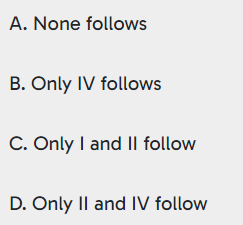 A. None follows
B. Only IV follows
C. Only I and II follow
D. Only II and IV follow